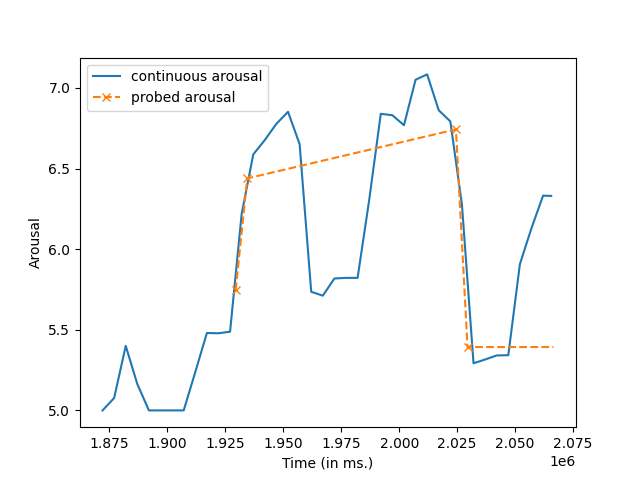 continuous arousal
probed arousal
7.0
6.5
6.0
5.5
5.0
Arousal
1.875 1.900 1.925 1.950 1.975 2.000 2.025 2.050 2.075
Time (in ms.)
1e6